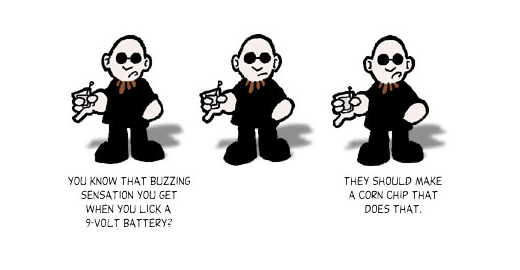 YOU KNOW THAT BUZZING
SENSATION YOU GET
WHEN YOU LICK A
9-VOLT BATTERY?
THEY SHOULD MAKE
A CORN CHIP THAT
DOES THAT.